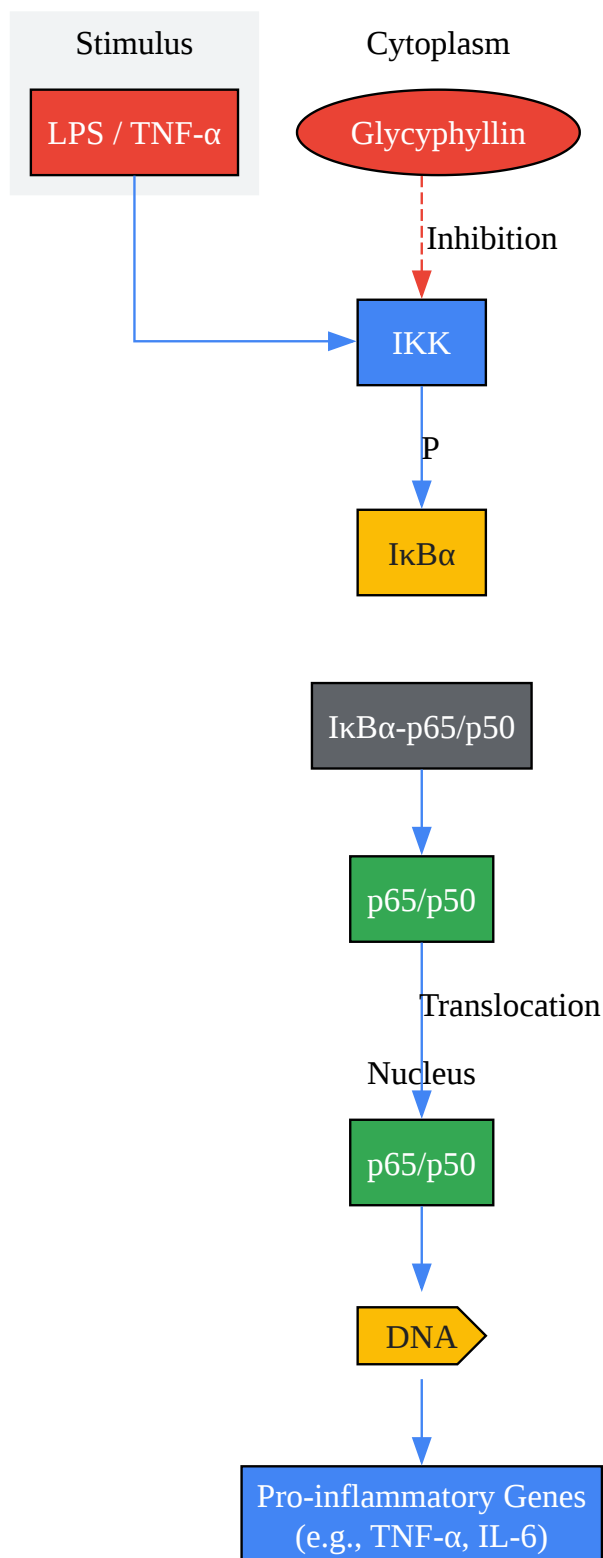 Stimulus
Cytoplasm
LPS / TNF-α
Glycyphyllin
Inhibition
IKK
P
IκBα
IκBα-p65/p50
p65/p50
Translocation
Nucleus
p65/p50
DNA
Pro-inflammatory Genes
(e.g., TNF-α, IL-6)